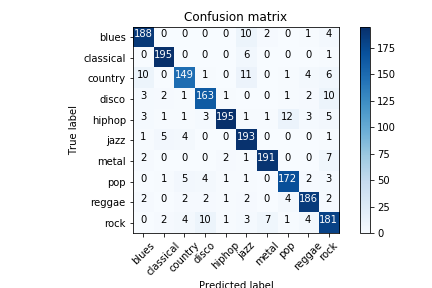 Confusion matrix
blues 188 0 0 0 0 10 2 0 1 4
classical 0 195 0 0 0 6 0 0 0 1
country 10 0 149 1 0 11 0 1 4 6
disco 3 2 1 163 1 0 0 1 2 10
hiphop 3 1 1 3 195 1 1 12 3 5
jazz 1 5 4 0 0 193 0 0 0 1
metal 2 0 0 0 2 1 191 0 0 7
pop 0 1 5 4 1 1 0 172 2 3
reggae 2 0 2 2 1 2 0 4 186 2
rock 0 2 4 10 1 3 7 1 4 181
True label
blues classical country disco hiphop jazz metal pop reggae rock
Predicted label
175
150
125
100
75
50
25
0